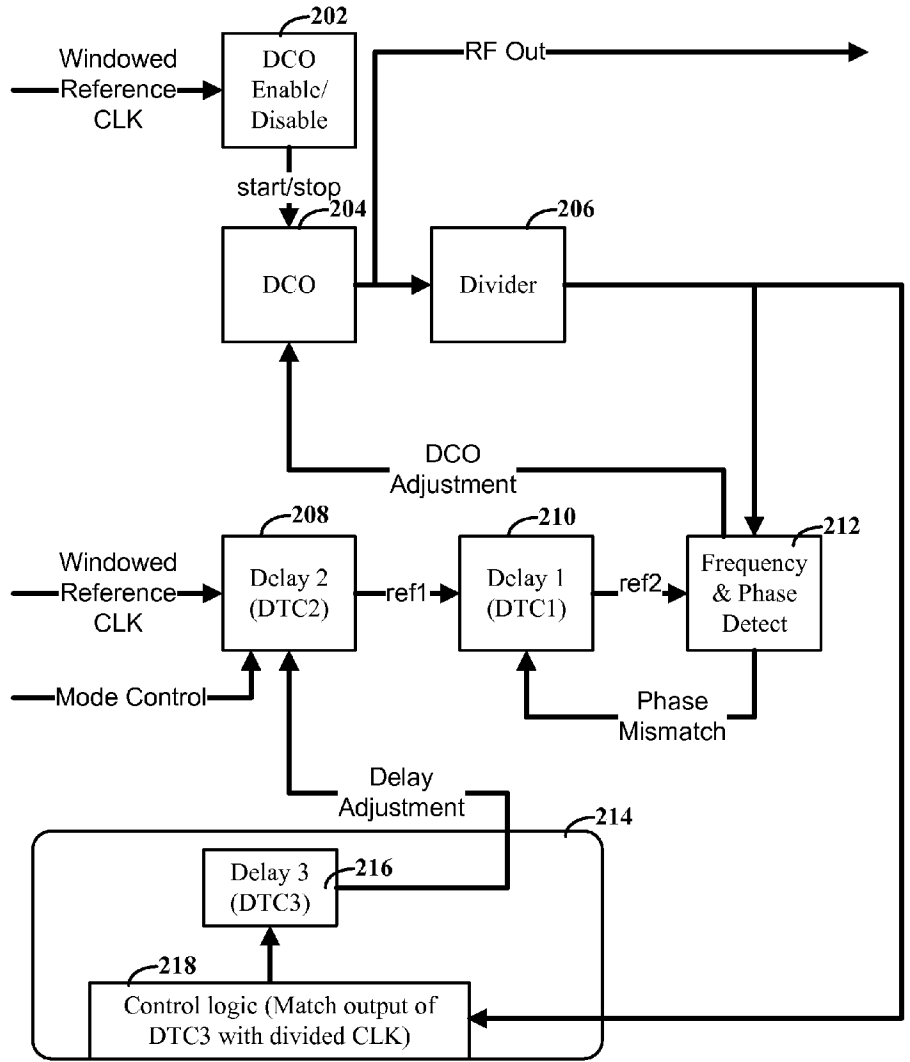 202
Windowed
Reference
CLK
DCO
Enable/
Disable
RF Out
start/stop
204
206
DCO
Divider
DCO
Adjustment
208
210
212
Windowed
Reference
CLK
Delay 2
(DTC2)
ref1
Delay 1
(DTC1)
ref2
Frequency
& Phase
Detect
Mode Control
Phase
Mismatch
Delay
Adjustment
214
Delay 3
(DTC3)
216
218
Control logic (Match output of
DTC3 with divided CLK)